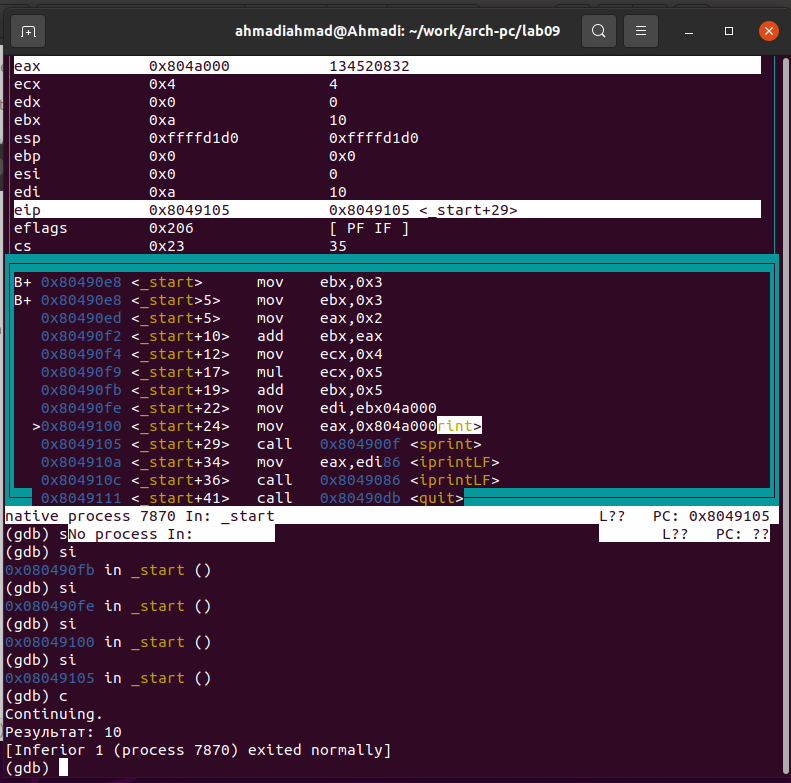 ahmadiahmad@Ahmadi: ~/work/arch-pc/lab09
eax 0x804a000 134520832
ecx 0x4 4
edx 0x0 0
ebx 0xa 10
esp 0xffffd1d0 0xffffd1d0
ebp 0x0 0x0
esi 0x0 0
edi 0xa 10
eip 0x8049105 0x8049105 <_start+29>
eflags 0x206 [ PF IF ]
cs 0x23 35
B+ 0x80490e8 <_start> mov ebx,0x3
B+ 0x80490e8 <_start>5> mov ebx,0x3
0x80490ed <_start+5> mov eax,0x2
0x80490f2 <_start+10> add ebx,eax
0x80490f4 <_start+12> mov ecx,0x4
0x80490f9 <_start+17> mul ecx,0x5
0x80490fb <_start+19> add ebx,0x5
0x80490fe <_start+22> mov edi,ebx04a000
>0x8049100 <_start+24> mov eax,0x804a000rint>
0x8049105 <_start+29> call 0x804900f <sprint>
0x804910a <_start+34> mov eax,edi86 <iprintLF>
0x804910c <_start+36> call 0x8049086 <iprintLF>
0x8049111 <_start+41> call 0x80490db <quit>
native process 7870 In: _start L?? PC: 0x8049105
(gdb) sNo process In: L?? PC: ??
(gdb) si
0x080490fb in _start ()
(gdb) si
0x080490fe in _start ()
(gdb) si
0x08049100 in _start ()
(gdb) si
0x08049105 in _start ()
(gdb) c
Continuing.
Результат: 10
[Inferior 1 (process 7870) exited normally]
(gdb)